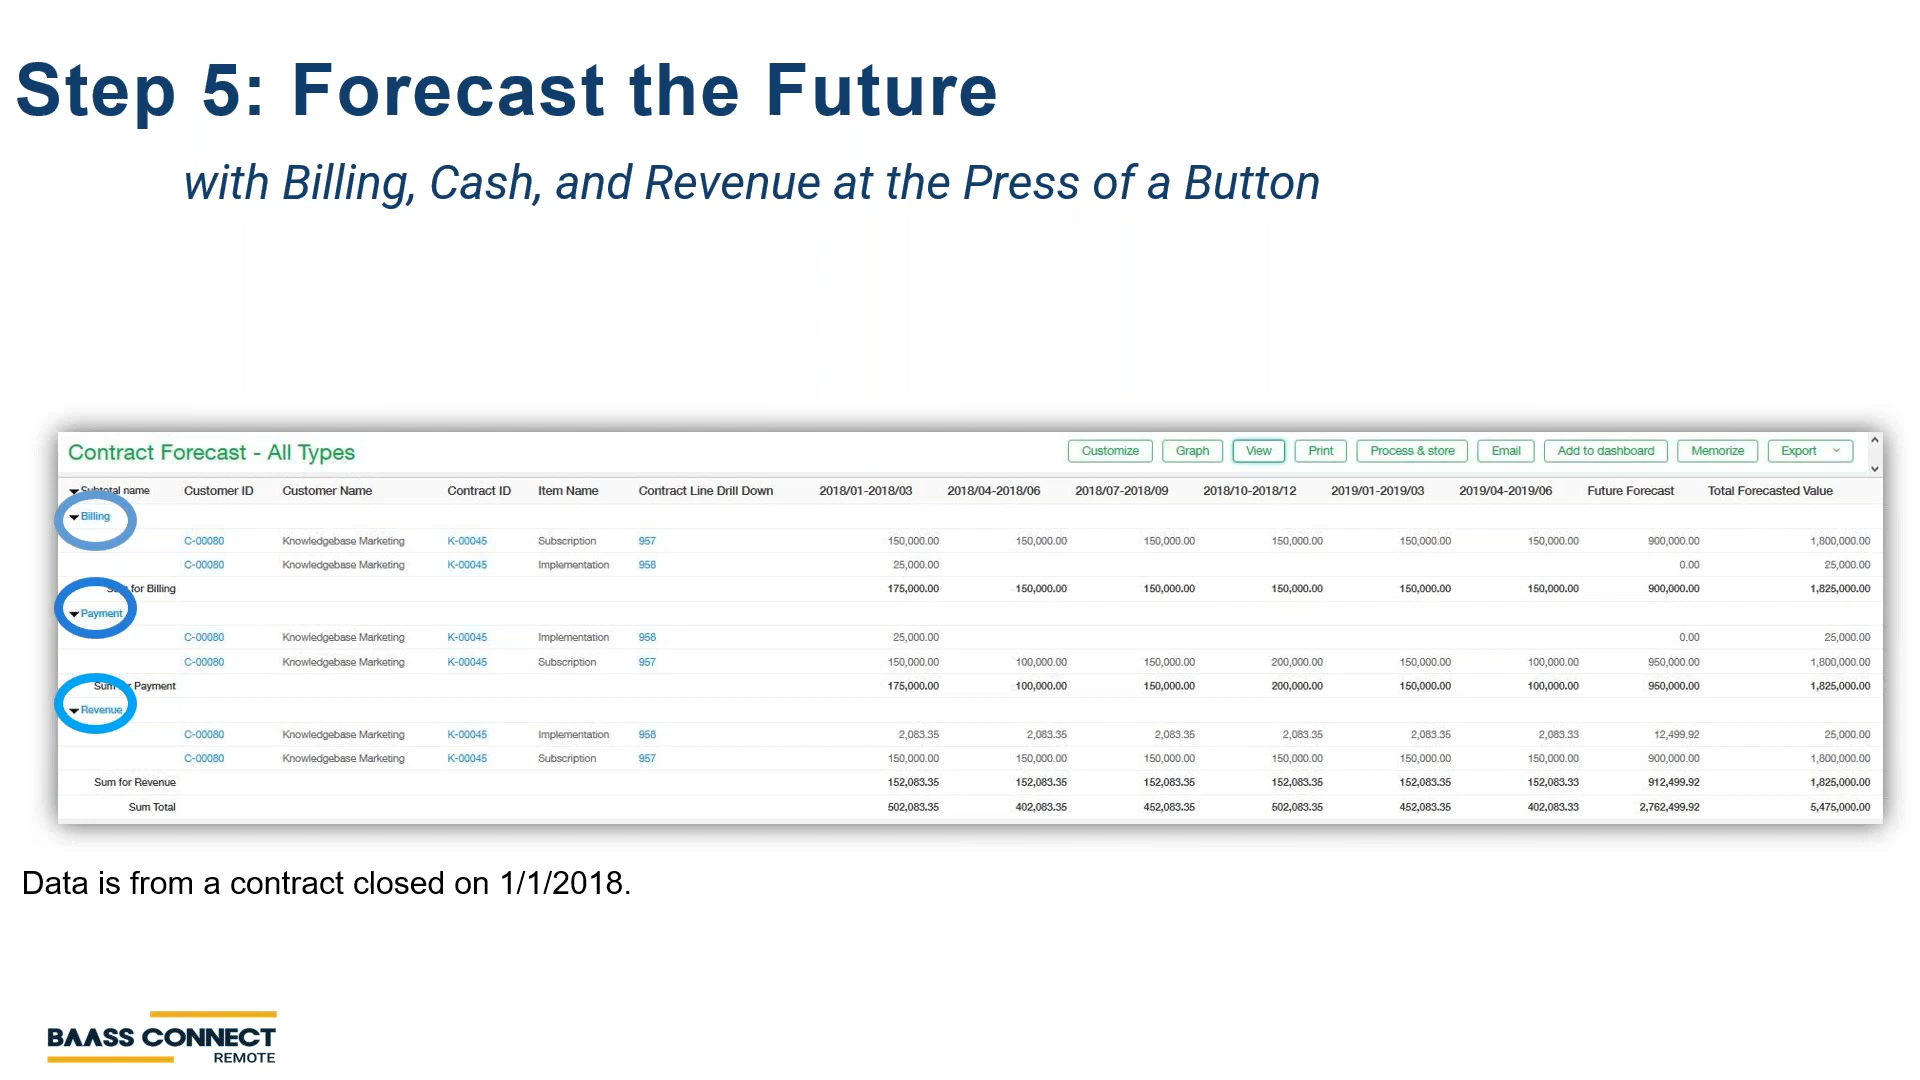 Step 5: Forecast the Future
with Billing, Cash, and Revenue at the Press of a Button
Contract Forecast - All Types Customize Graph View Print Process & store Email Add to dashboard Memorize Export
Subtotal name Customer ID Customer Name Contract ID Item Name Contract Line Drill Down 2018/01-2018/03 2018/04-2018/06 2018/07-2018/09 2018/10-2018/12 2019/01-2019/03 2019/04-2019/06 Future Forecast Total Forecasted Value
Billing
C-00080 Knowledgebase Marketing K-00045 Subscription 957 150,000.00 150,000.00 150,000.00 150,000.00 150,000.00 150,000.00 900,000.00 1,800,000.00
C-00080 Knowledgebase Marketing K-00045 Implementation 958 25,000.00 0.00 25,000.00
Sum for Billing 175,000.00 150,000.00 150,000.00 150,000.00 150,000.00 150,000.00 900,000.00 1,825,000.00
Payment
C-00080 Knowledgebase Marketing K-00045 Implementation 958 25,000.00 0.00 25,000.00
C-00080 Knowledgebase Marketing K-00045 Subscription 957 150,000.00 100,000.00 150,000.00 200,000.00 150,000.00 100,000.00 950,000.00 1,800,000.00
Sum for Payment 175,000.00 100,000.00 150,000.00 200,000.00 150,000.00 100,000.00 950,000.00 1,825,000.00
Revenue
C-00080 Knowledgebase Marketing K-00045 Implementation 958 2,083.35 2,083.35 2,083.35 2,083.35 2,083.35 2,083.33 12,499.92 25,000.00
C-00080 Knowledgebase Marketing K-00045 Subscription 957 150,000.00 150,000.00 150,000.00 150,000.00 150,000.00 150,000.00 900,000.00 1,800,000.00
Sum for Revenue 152,083.35 152,083.35 152,083.35 152,083.35 152,083.35 152,083.33 912,499.92 1,825,000.00
Sum Total 502,083.35 402,083.35 452,083.35 502,083.35 452,083.35 402,083.33 2,762,499.92 5,475,000.00
Data is from a contract closed on 1/1/2018.
BAASS CONNECT
REMOTE